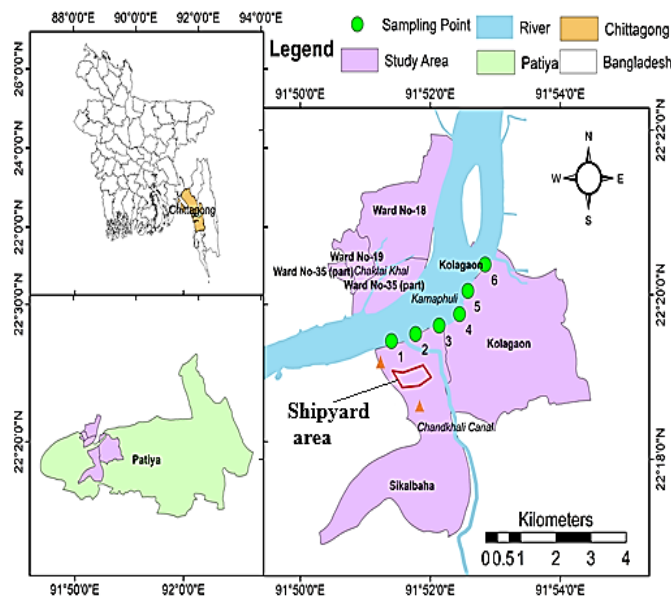 88°0'0"E 90°0'0"E 92°0'0"E 94°0'0"E
26°0'0"N
24°0'0"N
22°0'0"N
Chittagong
Legend
Sampling Point
River
Chittagong
Study Area
Patiya
Bangladesh
91°50'0"E 91°52'0"E 91°54'0"E
22°22'0"N
22°20'0"N
22°18'0"N
N
W E
S
Ward No-18
Ward No-19
Ward No-35 (part)
Chaktai Khal
Ward No-35 (part)
Kolagaon
Karnaphuli
6
5
4
3
2
1
Kolagaon
Shipyard
area
Chandkhali Canal
Sikalbaha
Kilometers
0 0.5 1 2 3 4
91°50'0"E 91°52'0"E 91°54'0"E
22°30'0"N
22°20'0"N
Patiya
91°50'0"E 92°0'0"E